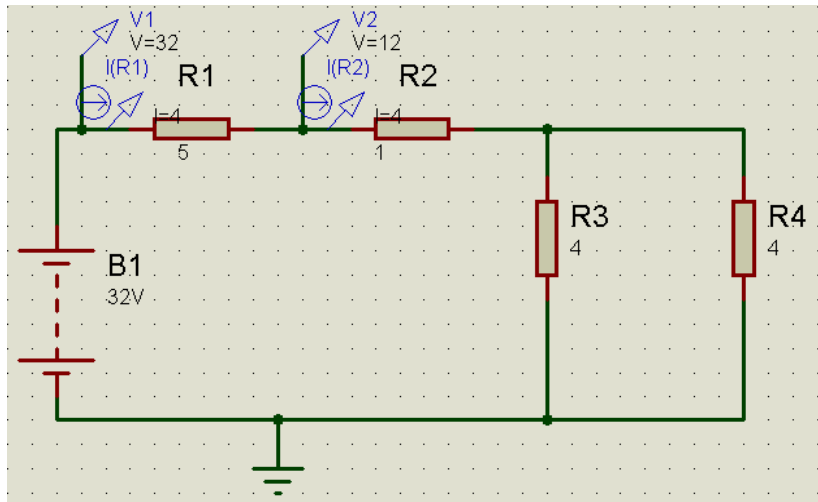 V1
V=32
V2
V=12
I(R1)
R1
I(R2)
R2
I=4
I=4
5
1
R3
4
R4
4
B1
32V